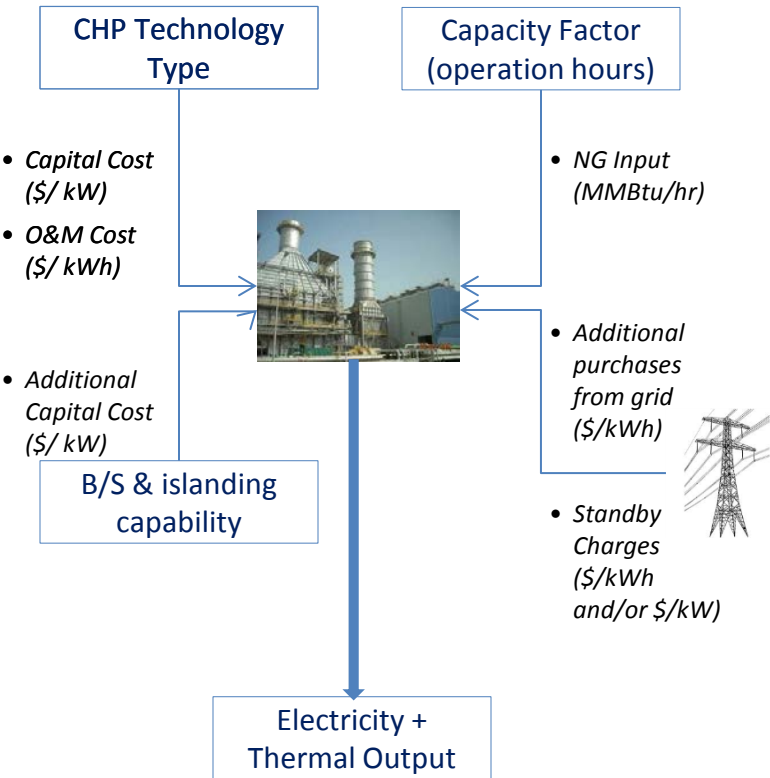 CHP Technology
Type
Capacity Factor
(operation hours)
• Capital Cost
($/ kW)
• O&M Cost
($/ kWh)
• NG Input
(MMBtu/hr)
• Additional
Capital Cost
($/ kW)
• Additional
purchases
from grid
($/kWh)
B/S & islanding
capability
• Standby
Charges
($/kWh
and/or $/kW)
Electricity +
Thermal Output